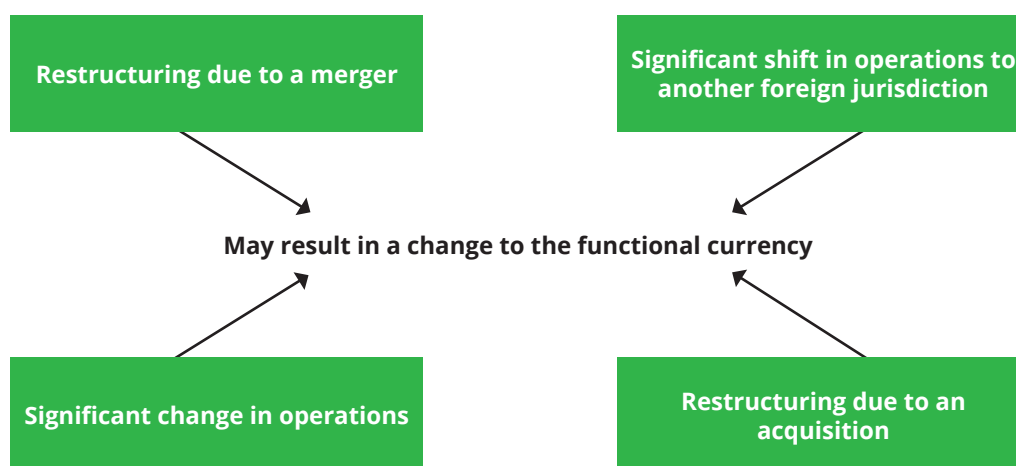 Restructuring due to a merger
Significant shift in operations to
another foreign jurisdiction
May result in a change to the functional currency
Significant change in operations
Restructuring due to an
acquisition